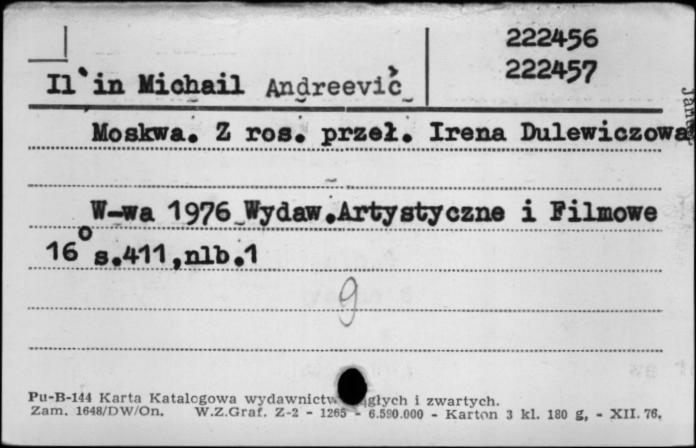 222456
Il'in Michail Andreevič
222457
Moskwa. Z ros. przeł. Irena Dulewiczowa
W-wa 1976 Wydaw.Artystyczne i Filmowe
16° s.411,nlb.1
9
Pu-B-144 Karta Katalogowa wydawnictw ągłych i zwartych.
Zam. 1648/DW/On. W.Z.Graf. Z-2 - 1265 - 6.590.000 - Karton 3 kl. 180 g, - XII. 76.